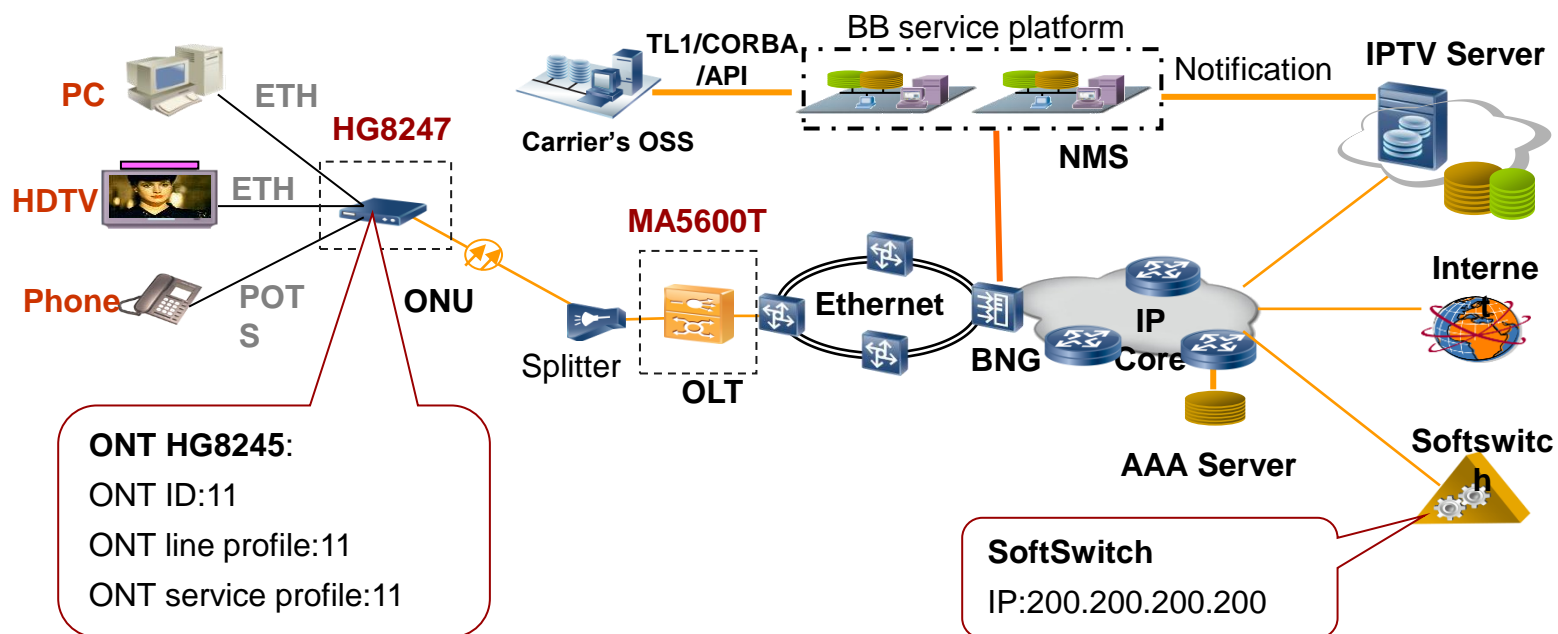 BB service platform
TL1/CORBA
/API
Notification
IPTV Server
PC
ETH
HG8247
Carrier's OSS
NMS
HDTV
ETH
MA5600T
Phone
POT
S
ONU
Ethernet
Interne
t
IP
Core
Splitter
BNG
OLT
AAA Server
Softswitc
h
ONT HG8245:
ONT ID:11
ONT line profile:11
ONT service profile:11
SoftSwitch
IP:200.200.200.200